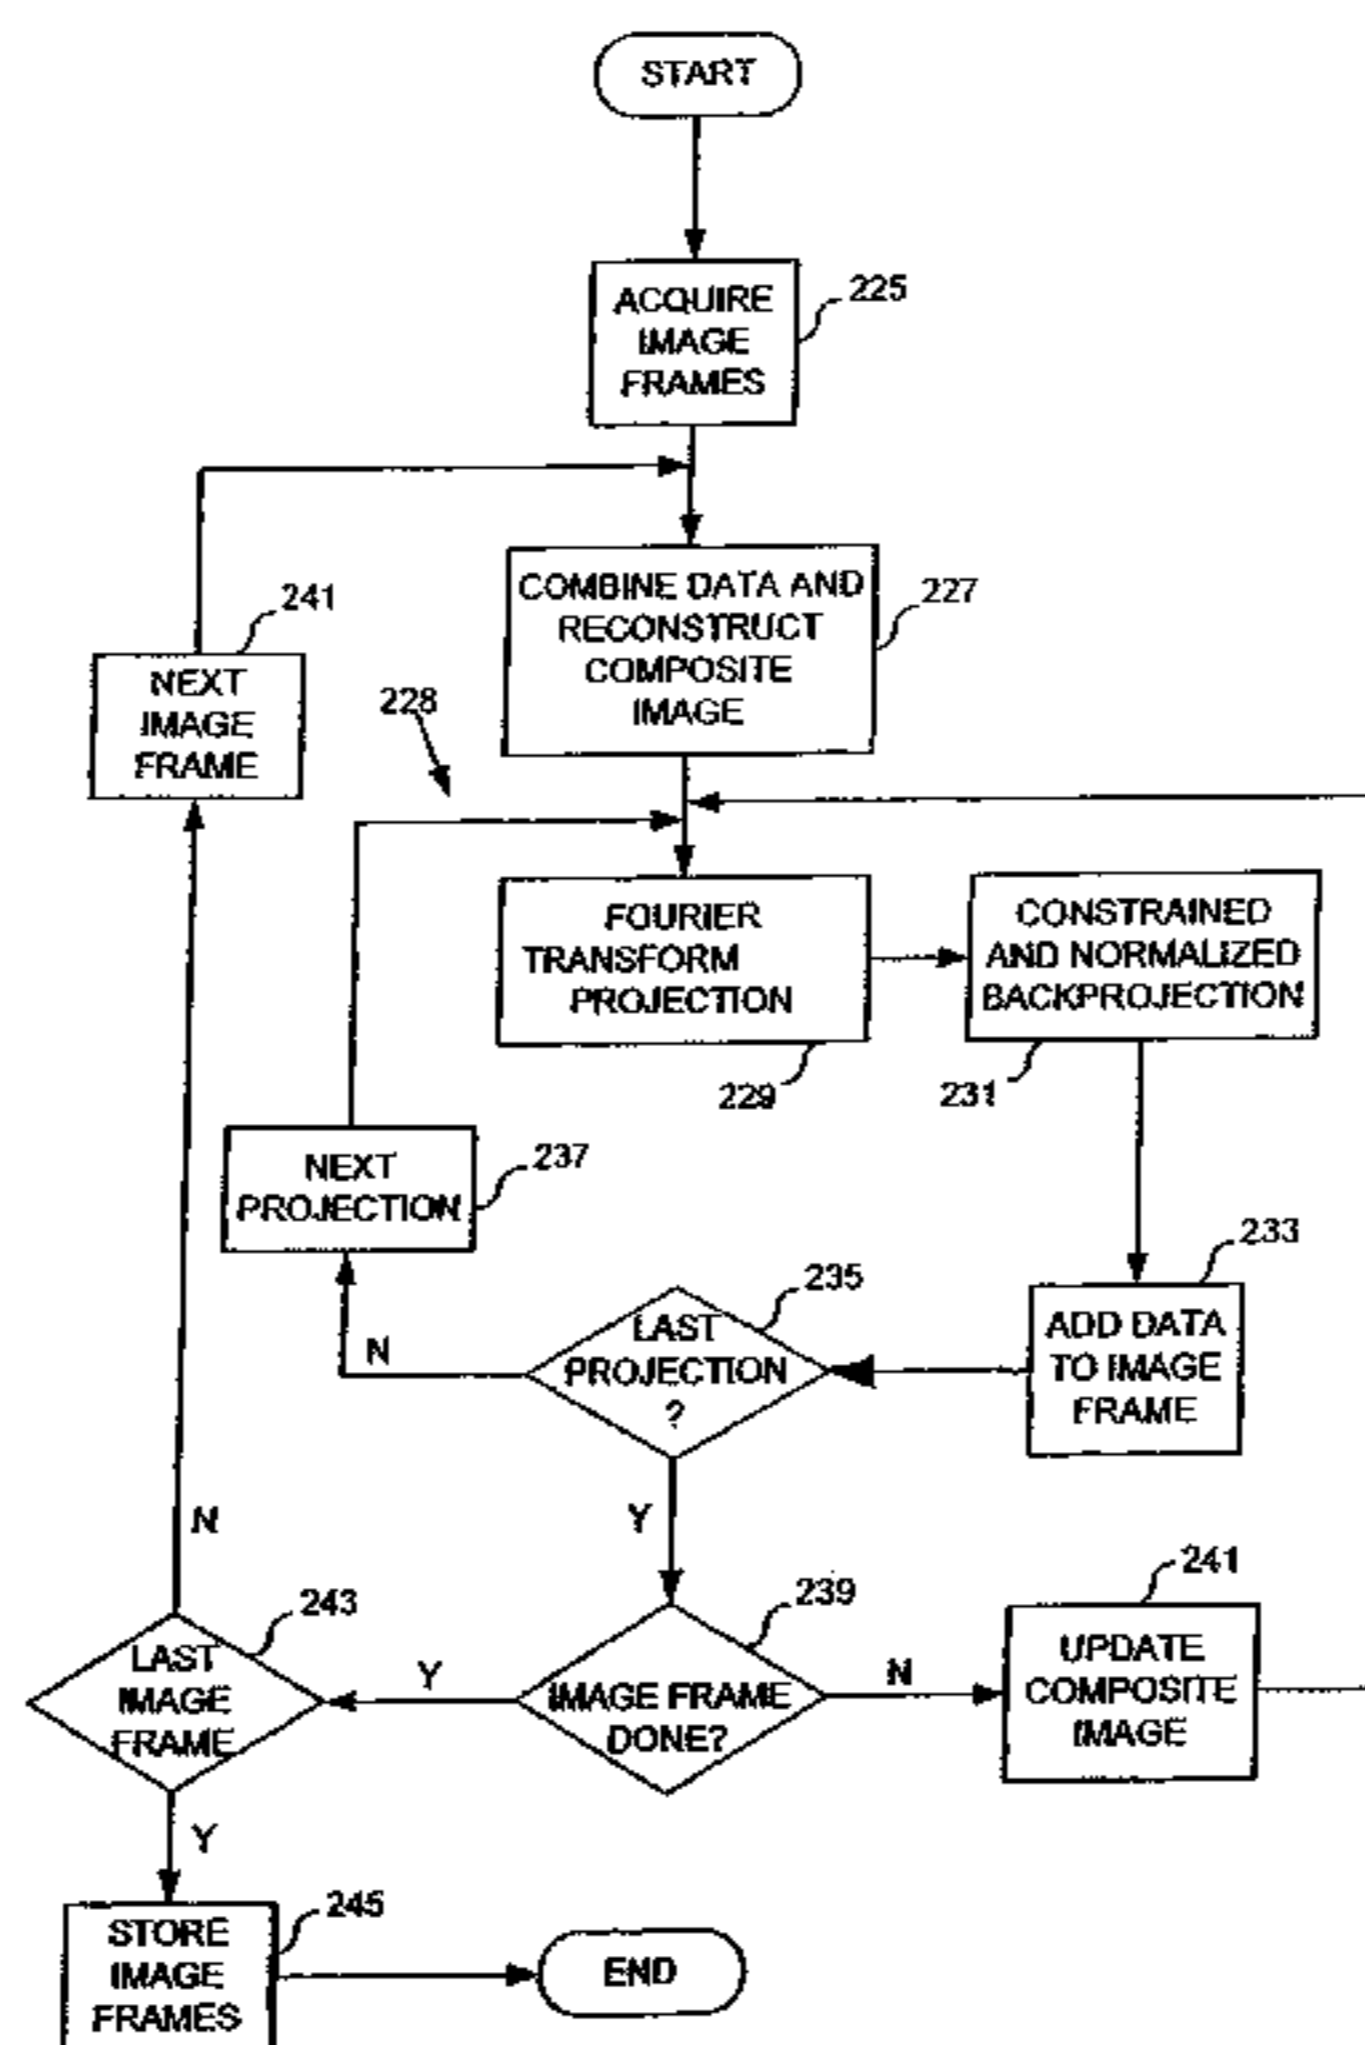 START
ACQUIRE
IMAGE
FRAMES
225
COMBINE DATA AND
RECONSTRUCT
COMPOSITE
IMAGE
227
241
NEXT
IMAGE
FRAME
228
FOURIER
TRANSFORM
PROJECTION
229
CONSTRAINED
AND NORMALIZED
BACKPROJECTION
231
NEXT
PROJECTION
237
233
ADD DATA
TO IMAGE
FRAME
235
LAST
PROJECTION
?
N
Y
N
243
LAST
IMAGE
FRAME
Y
239
IMAGE FRAME
DONE?
N
241
UPDATE
COMPOSITE
IMAGE
Y
245
STORE
IMAGE
FRAMES
END